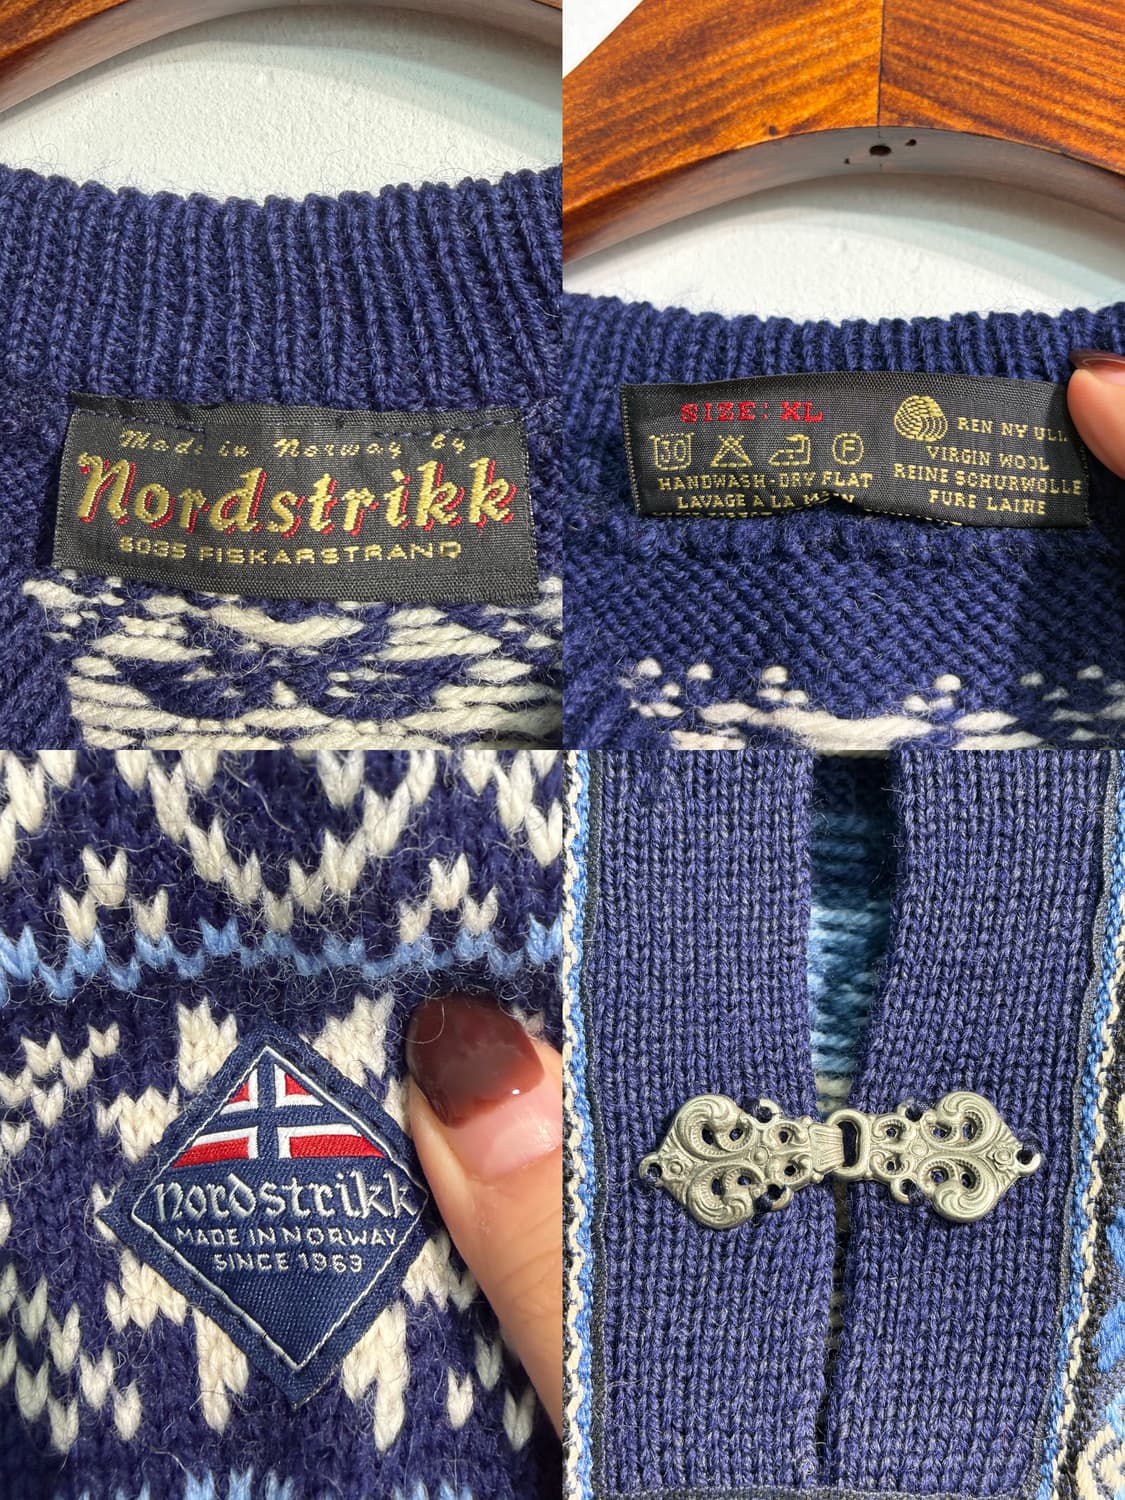 Made in Norway by
Nordstrikk
6035 FISKARSTRAND
SIZE: XL
30
F
HANDWASH-DRY FLAT
LAVAGE A LA MAIN
REN NY ULL
VIRGIN WOOL
REINE SCHURWOLLE
PURE LAINE
Nordstrikk
MADE IN NORWAY
SINCE 1963